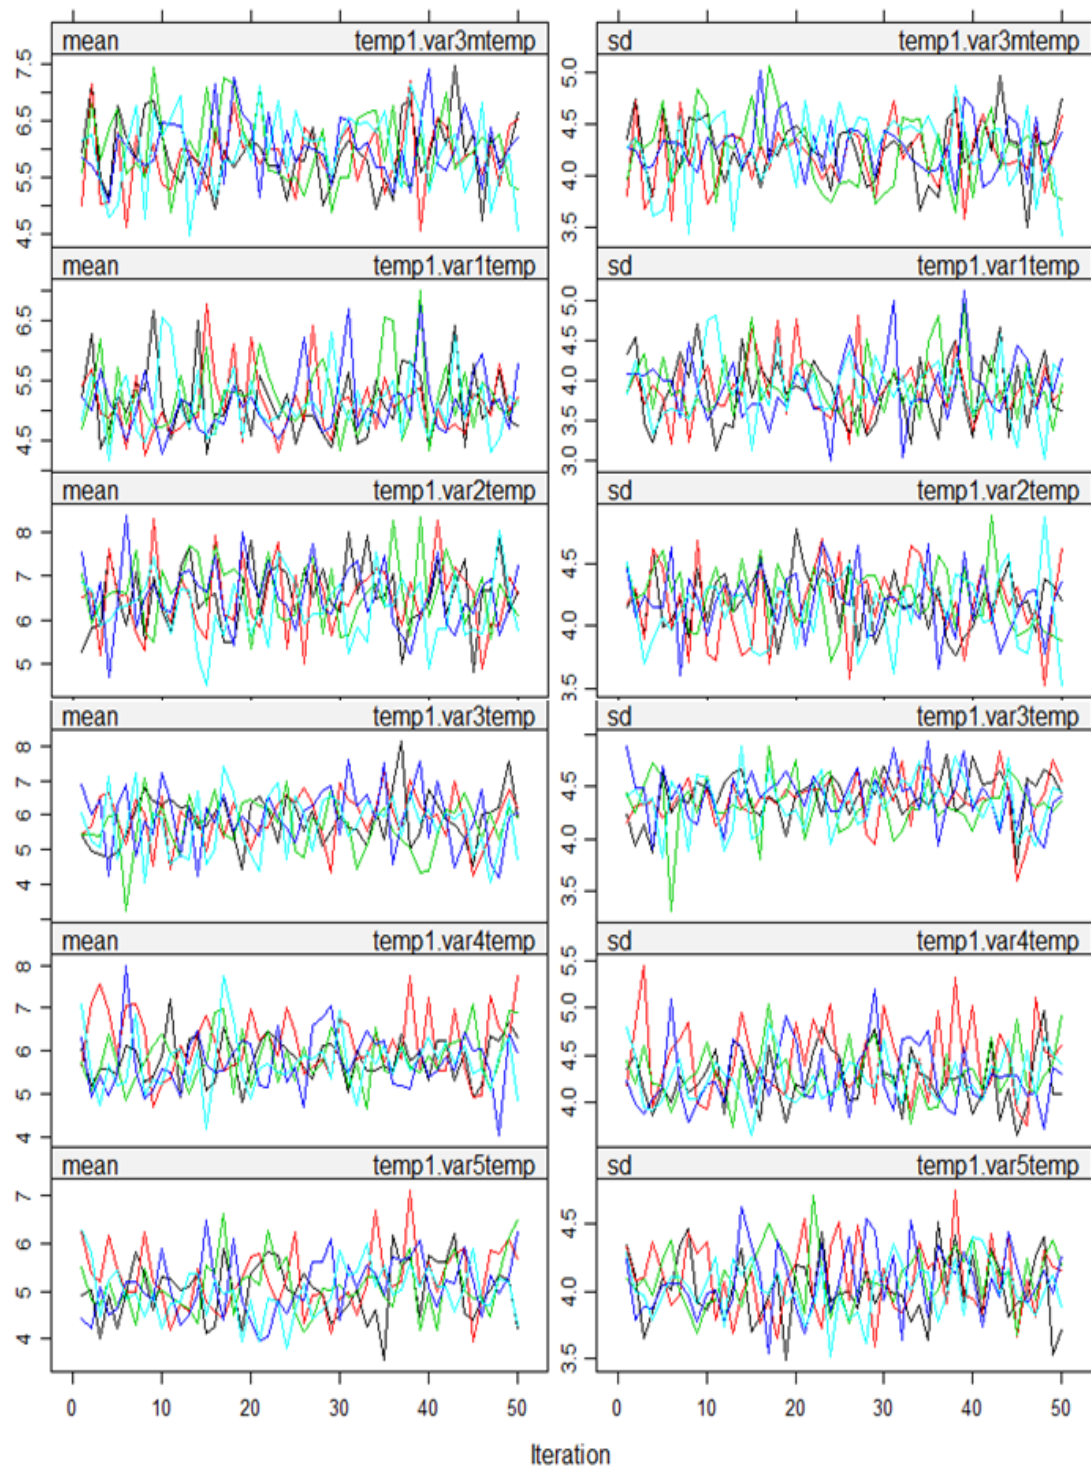 mean temp1.var3mtemp sd temp1.var3mtemp
7.5 6.5 5.5 4.5 5.0 4.5 4.0 3.5
mean temp1.var1temp sd temp1.var1temp
6.5 5.5 4.5 5.0 4.5 4.0 3.5 3.0
mean temp1.var2temp sd temp1.var2temp
8 7 6 5 4.5 4.0 3.5
mean temp1.var3temp sd temp1.var3temp
8 7 6 5 4 4.5 4.0 3.5
mean temp1.var4temp sd temp1.var4temp
8 7 6 5 4 5.5 5.0 4.5 4.0
mean temp1.var5temp sd temp1.var5temp
7 6 5 4 4.5 4.0 3.5
0 10 20 30 40 50 0 10 20 30 40 50
Iteration